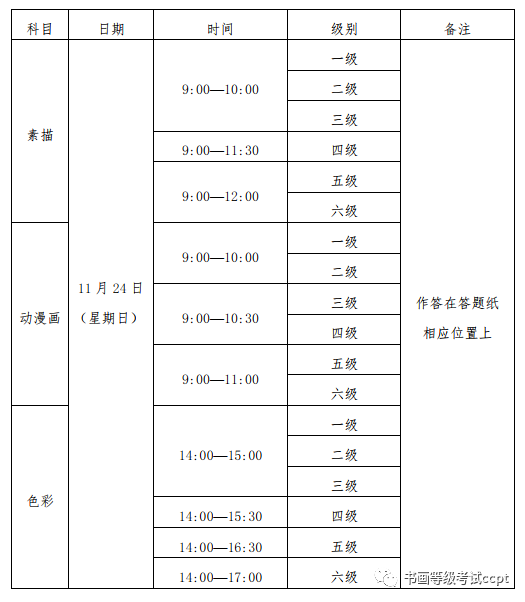 科目 日期 时间 级别 备注
素描 11月24日（星期日） 9:00—10:00 一级 作答在答题纸相应位置上
二级
三级
9:00—11:30 四级
9:00—12:00 五级
六级
动漫画 9:00—10:00 一级
二级
9:00—10:30 三级
四级
9:00—11:00 五级
六级
色彩 14:00—15:00 一级
二级
三级
14:00—15:30 四级
14:00—16:30 五级
14:00—17:00 六级
书画等级考试ccpt